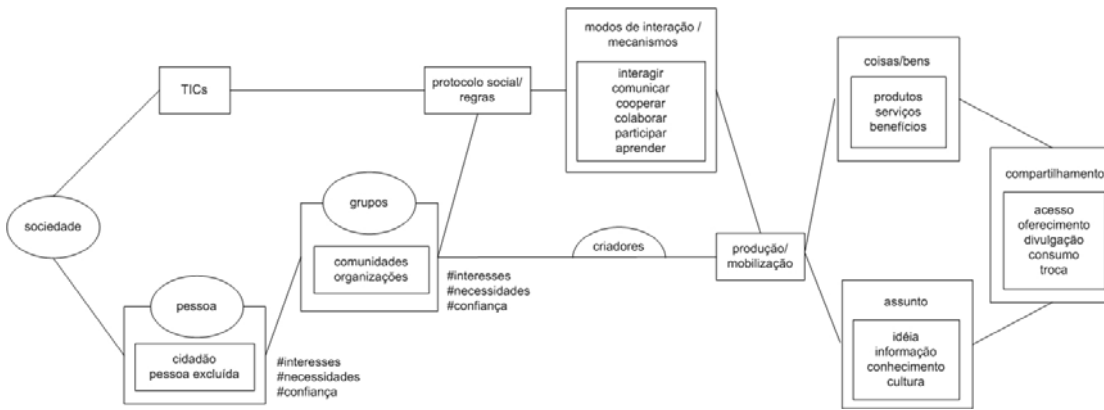 sociedade
TICs
pessoa
cidadão
pessoa excluída
#interesses
#necessidades
#confiança
grupos
comunidades
organizações
#interesses
#necessidades
#confiança
protocolo social/
regras
modos de interação /
mecanismos
interagir
comunicar
cooperar
colaborar
participar
aprender
criadores
produção/
mobilização
coisas/bens
produtos
serviços
benefícios
assunto
idéia
informação
conhecimento
cultura
compartilhamento
acesso
oferecimento
divulgação
consumo
troca